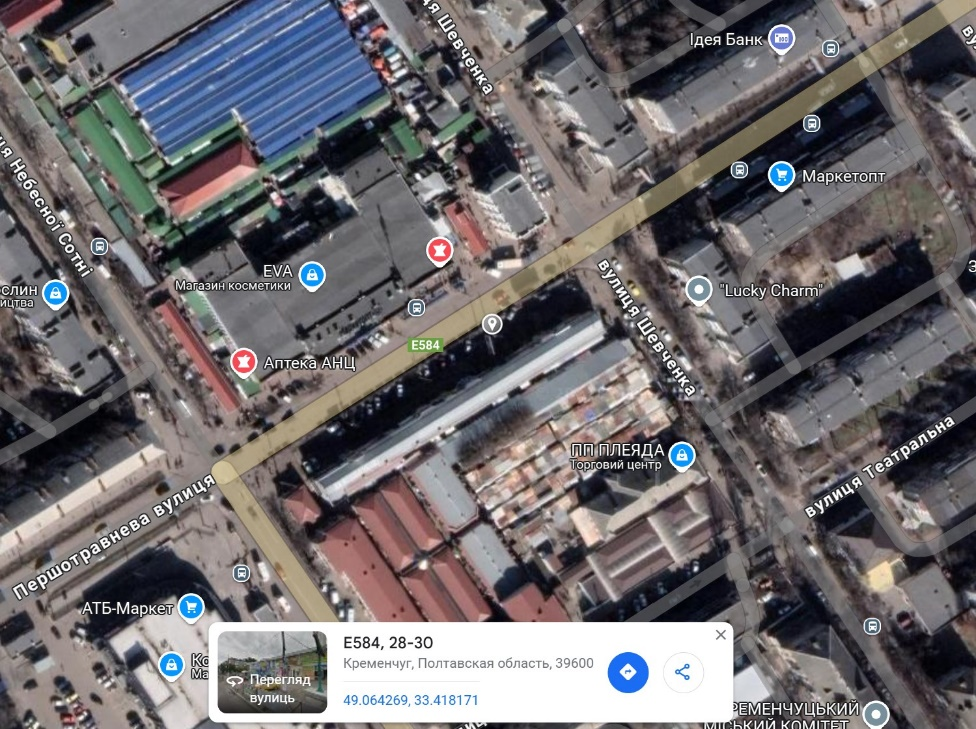 вулиця Шевченка
Ідея Банк
Маркетопт
Небесної Сотні
EVA
Магазин косметики
"Lucky Charm"
E584
Аптека АНЦ
вулиця Шевченка
ПП ПЛЕЯДА
Торговий центр
вулиця Театральна
Першотравнева вулиця
АТБ-Маркет
E584, 28-30
Кременчуг, Полтавская область, 39600
49.064269, 33.418171
Перегляд
вулиць
РЕМЕНЧУЦЬКИЙ
МІСЬКИЙ КОМІТЕТ